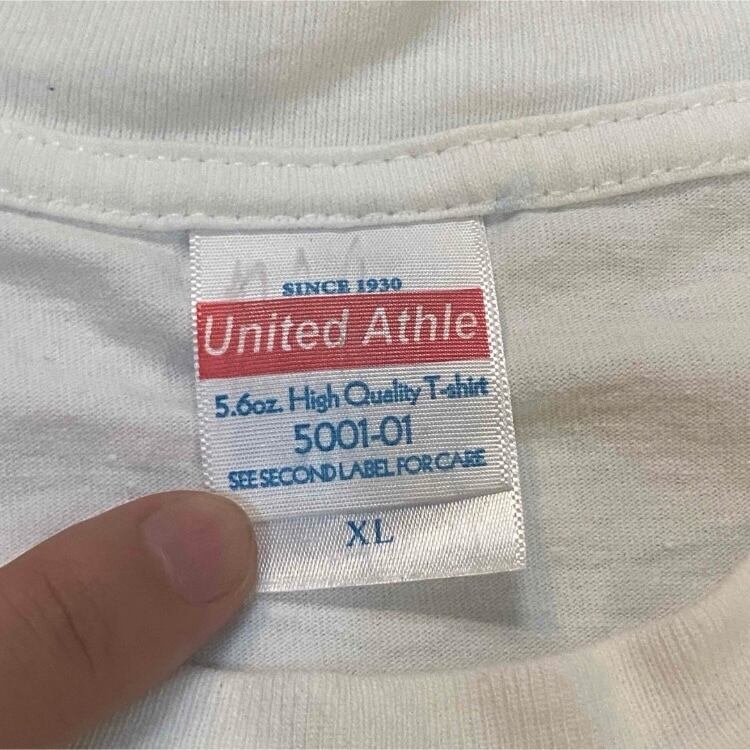 SINCE 1930
United Athle
5.6oz. High Quality T-shirt
5001-01
SEE SECOND LABEL FOR CARE
XL